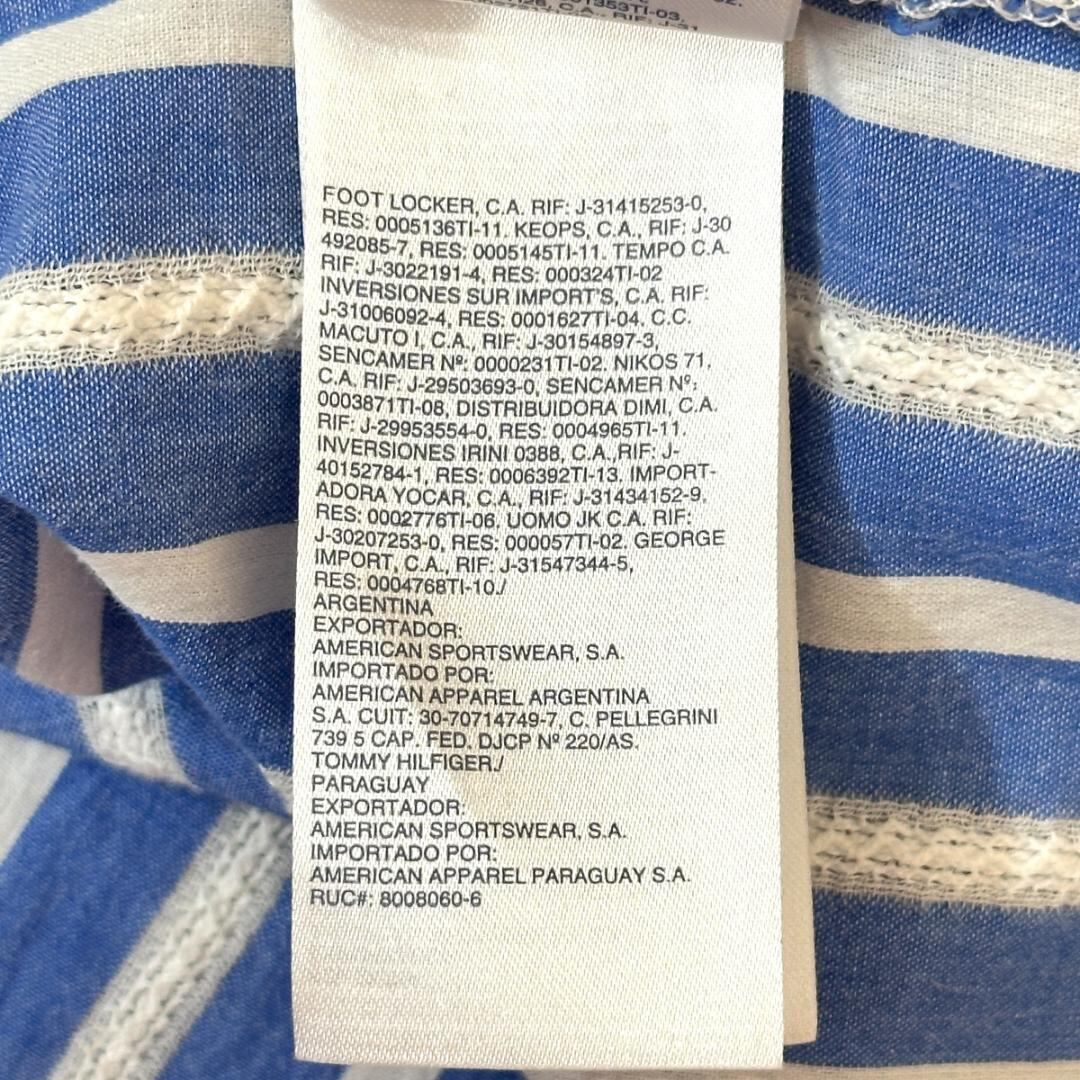 01353TI-03,
C.A., RIF: J-31
FOOT LOCKER, C.A. RIF: J-31415253-0,
RES: 0005136TI-11. KEOPS, C.A., RIF: J-30
492085-7, RES: 0005145TI-11. TEMPO C.A.
RIF: J-3022191-4, RES: 000324TI-02
INVERSIONES SUR IMPORT'S, C.A. RIF:
J-31006092-4, RES: 0001627TI-04. C.C.
MACUTO I, C.A., RIF: J-30154897-3,
SENCAMER Nº: 0000231TI-02. NIKOS 71,
C.A. RIF: J-29503693-0, SENCAMER Nº:
0003871TI-08, DISTRIBUIDORA DIMI, C.A.
RIF: J-29953554-0, RES: 0004965TI-11.
INVERSIONES IRINI 0388, C.A.,RIF: J-
40152784-1, RES: 0006392TI-13. IMPORT-
ADORA YOCAR, C.A., RIF: J-31434152-9,
RES: 0002776TI-06. UOMO JK C.A. RIF:
J-30207253-0, RES: 000057TI-02. GEORGE
IMPORT, C.A., RIF: J-31547344-5,
RES: 0004768TI-10./
ARGENTINA
EXPORTADOR:
AMERICAN SPORTSWEAR, S.A.
IMPORTADO POR:
AMERICAN APPAREL ARGENTINA
S.A. CUIT: 30-70714749-7, C. PELLEGRINI
739 5 CAP. FED. DJCP Nº 220/AS.
TOMMY HILFIGER./
PARAGUAY
EXPORTADOR:
AMERICAN SPORTSWEAR, S.A.
IMPORTADO POR:
AMERICAN APPAREL PARAGUAY S.A.
RUC#: 8008060-6